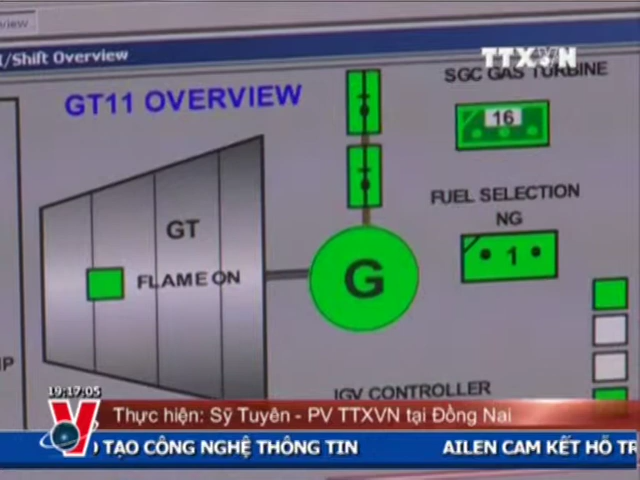 view..
/Shift Overview
TTXVN
GT11 OVERVIEW
SGC GAS TURBINE
16
FUEL SELECTION
NG
1
GT
FLAME ON
G
IGV CONTROLLER
19:17:05
V
Thực hiện: Sỹ Tuyên - PV TTXVN tại Đồng Nai
TẠO CÔNG NGHỆ THÔNG TIN AILEN CAM KẾT HỖ TR